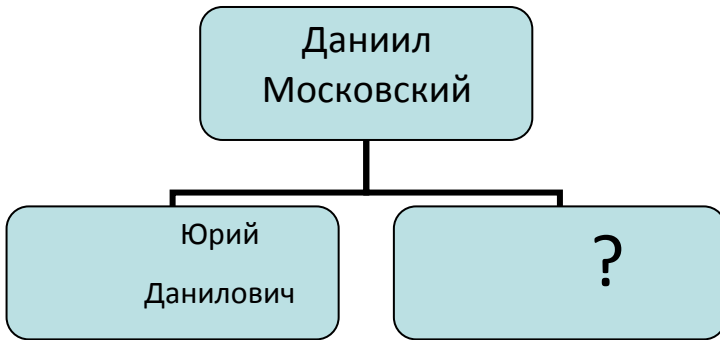 Даниил
Московский
Юрий
Данилович
?